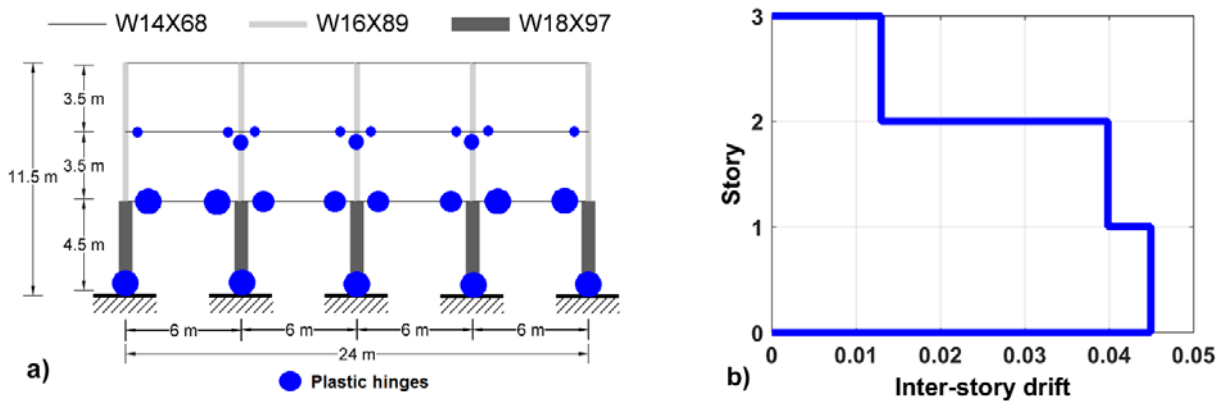 W14X68 W16X89 W18X97
3.5 m
3.5 m
11.5 m
4.5 m
6 m 6 m 6 m 6 m
24 m
a)
Plastic hinges
3
2
1
0
Story
0 0.01 0.02 0.03 0.04 0.05
b)
Inter-story drift